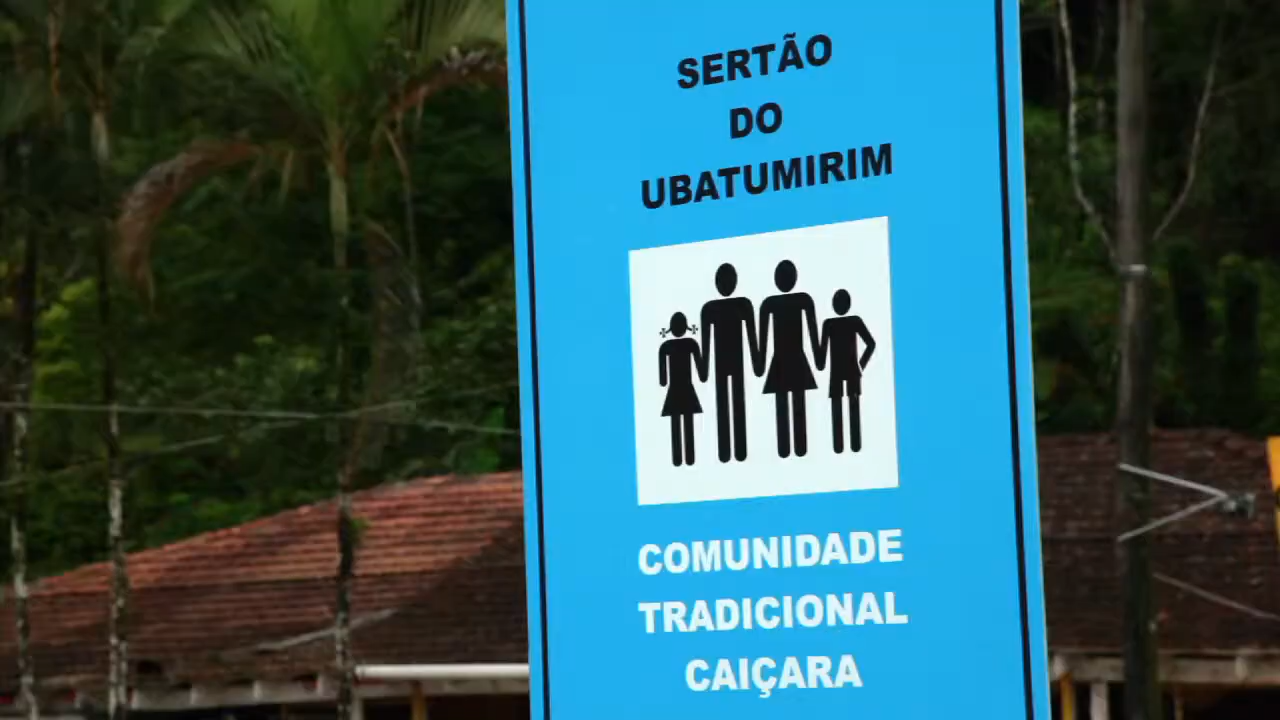 SERTÃO
DO
UBATUMIRIM
COMUNIDADE
TRADICIONAL
CAIÇARA